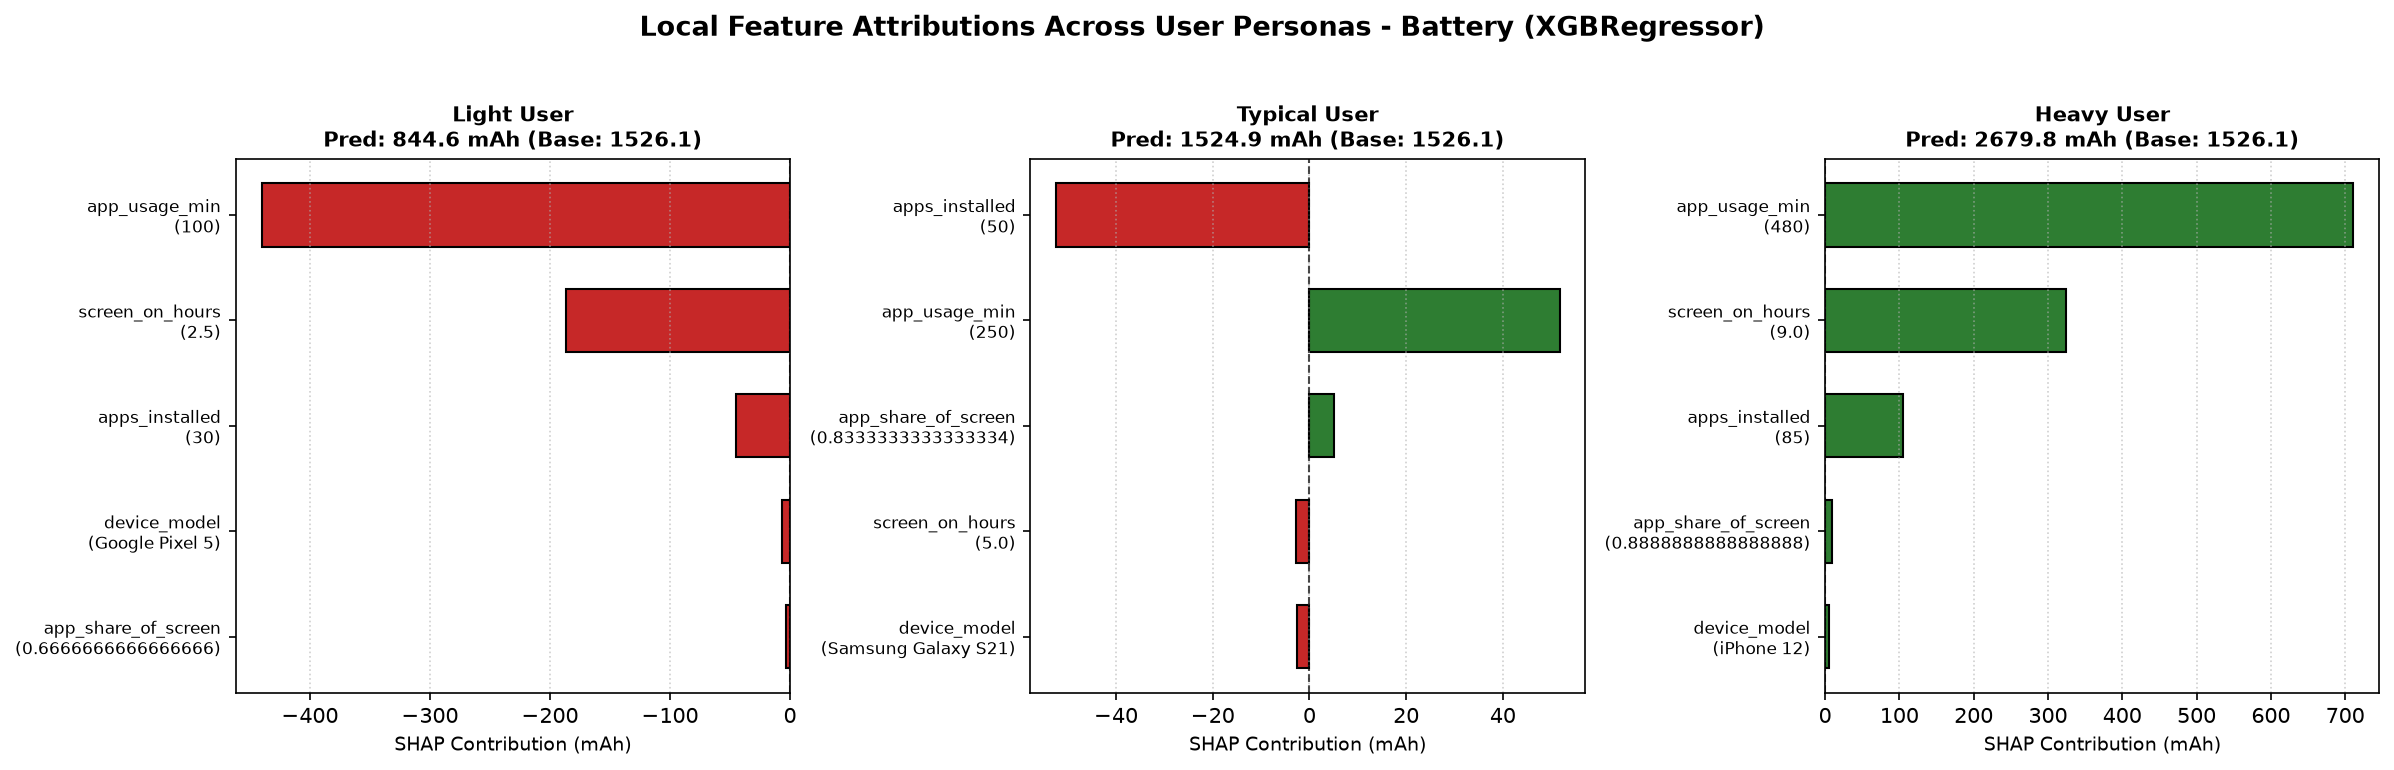 Local Feature Attributions Across User Personas - Battery (XGBRegressor)
Light User
Pred: 844.6 mAh (Base: 1526.1)
app_usage_min
(100)
screen_on_hours
(2.5)
apps_installed
(30)
device_model
(Google Pixel 5)
app_share_of_screen
(0.6666666666666666)
−400 −300 −200 −100 0
SHAP Contribution (mAh)
Typical User
Pred: 1524.9 mAh (Base: 1526.1)
apps_installed
(50)
app_usage_min
(250)
app_share_of_screen
(0.8333333333333334)
screen_on_hours
(5.0)
device_model
(Samsung Galaxy S21)
−40 −20 0 20 40
SHAP Contribution (mAh)
Heavy User
Pred: 2679.8 mAh (Base: 1526.1)
app_usage_min
(480)
screen_on_hours
(9.0)
apps_installed
(85)
app_share_of_screen
(0.8888888888888888)
device_model
(iPhone 12)
0 100 200 300 400 500 600 700
SHAP Contribution (mAh)